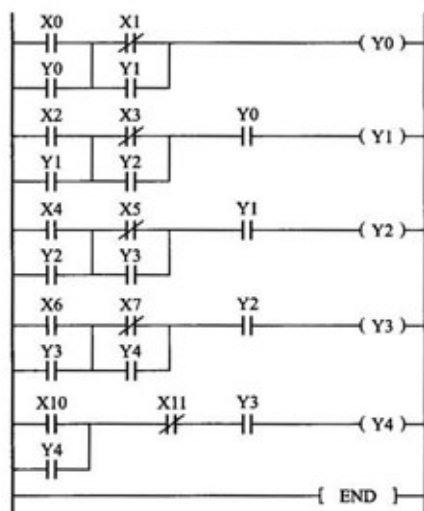 X0 X1
( Y0 )
Y0 Y1
X2 X3 Y0
( Y1 )
Y1 Y2
X4 X5 Y1
( Y2 )
Y2 Y3
X6 X7 Y2
( Y3 )
Y3 Y4
X10 X11 Y3
( Y4 )
Y4
[ END ]